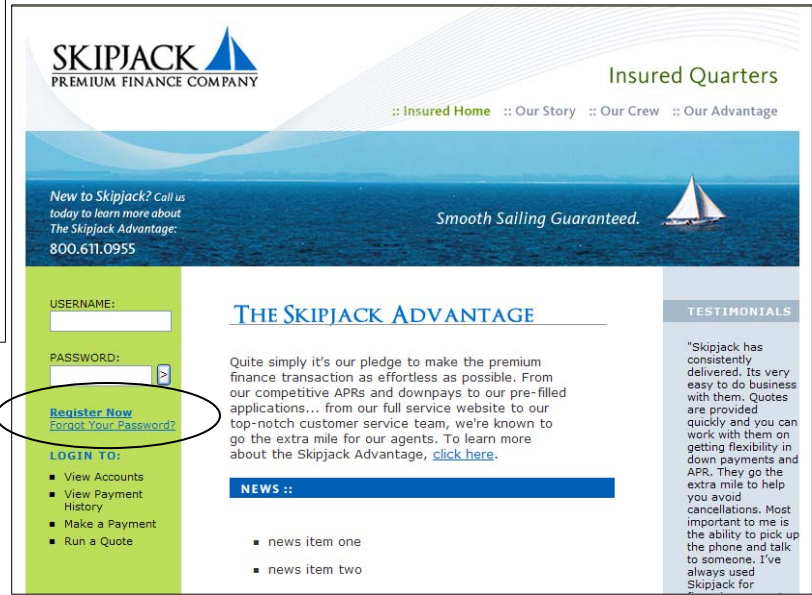 SKIPJACK
PREMIUM FINANCE COMPANY
Insured Quarters
:: Insured Home :: Our Story :: Our Crew :: Our Advantage
New to Skipjack? Call us
today to learn more about
The Skipjack Advantage:
800.611.0955
Smooth Sailing Guaranteed.
USERNAME:
PASSWORD:
>
Register Now
Forgot Your Password?
LOGIN TO:
▪ View Accounts
▪ View Payment
History
▪ Make a Payment
▪ Run a Quote
THE SKIPJACK ADVANTAGE
Quite simply it's our pledge to make the premium
finance transaction as effortless as possible. From
our competitive APRs and downpays to our pre-filled
applications... from our full service website to our
top-notch customer service team, we're known to
go the extra mile for our agents. To learn more
about the Skipjack Advantage, click here.
NEWS ::
▪ news item one
▪ news item two
TESTIMONIALS
"Skipjack has
consistently
delivered. Its very
easy to do business
with them. Quotes
are provided
quickly and you can
work with them on
getting flexibility in
down payments and
APR. They go the
extra mile to help
you avoid
cancellations. Most
important to me is
the ability to pick up
the phone and talk
to someone. I've
always used
Skipjack for